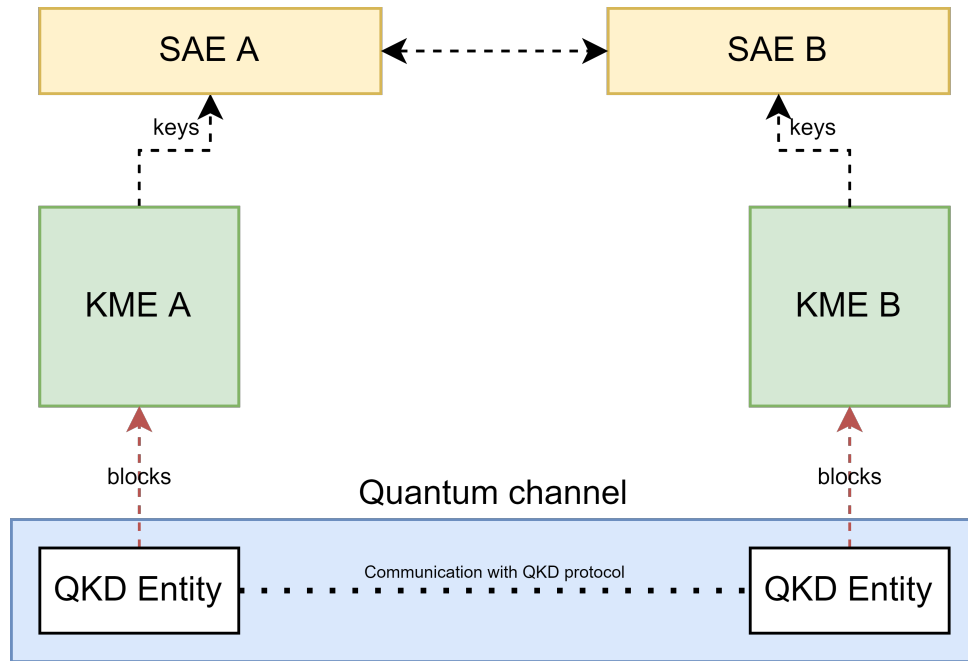 SAE A
SAE B
keys
keys
KME A
KME B
blocks
blocks
Quantum channel
QKD Entity
Communication with QKD protocol
QKD Entity